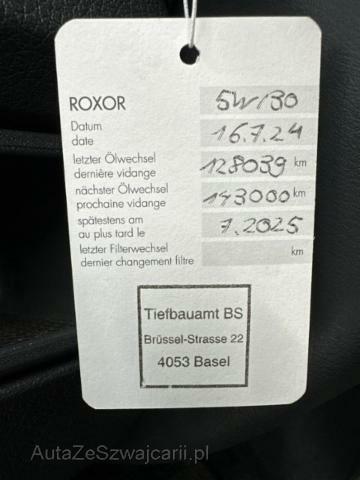 ROXOR 5W/30
Datum
date 16.7.24
letzter Ölwechsel
dernière vidange 128039 km
nächster Ölwechsel
prochaine vidange 143000 km
spätestens am
au plus tard le 7.2025
letzter Filterwechsel
dernier changement filtre km
Tiefbauamt BS
Brüssel-Strasse 22
4053 Basel
AutaZeSzwajcarii.pl